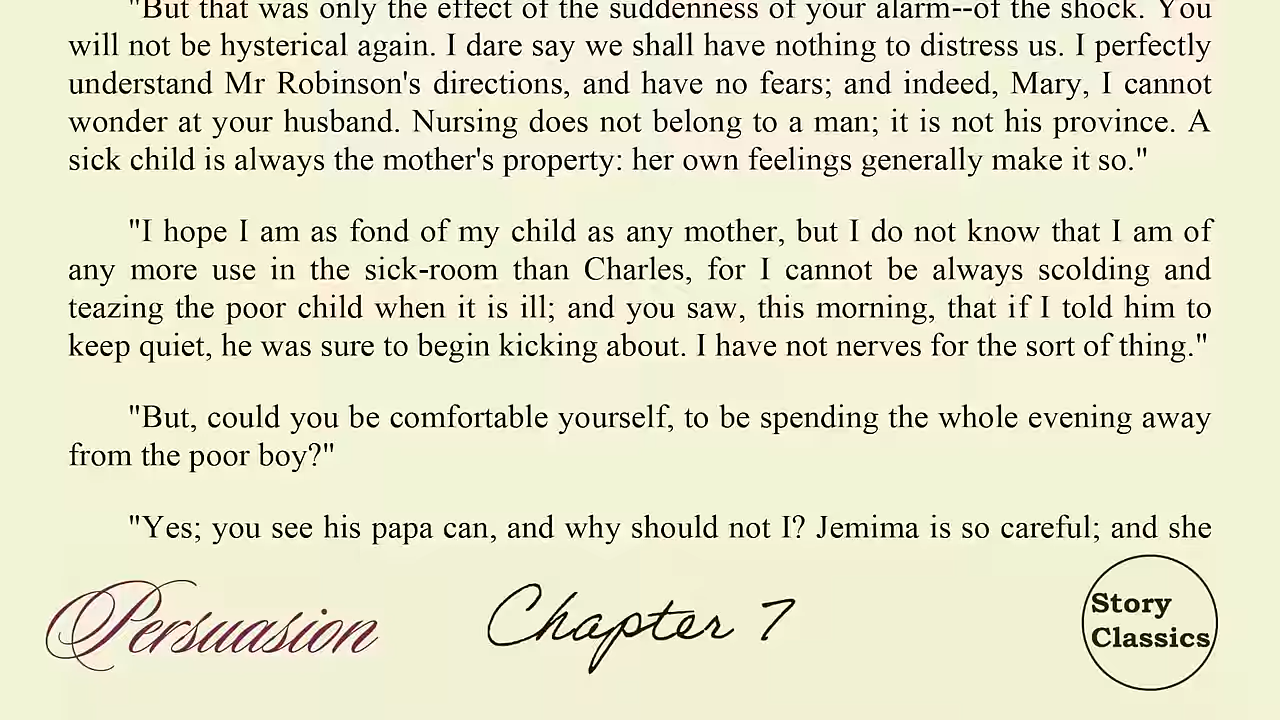 "But that was only the effect of the suddenness of your alarm--of the shock. You
will not be hysterical again. I dare say we shall have nothing to distress us. I perfectly
understand Mr Robinson's directions, and have no fears; and indeed, Mary, I cannot
wonder at your husband. Nursing does not belong to a man; it is not his province. A
sick child is always the mother's property: her own feelings generally make it so."
"I hope I am as fond of my child as any mother, but I do not know that I am of
any more use in the sick-room than Charles, for I cannot be always scolding and
teazing the poor child when it is ill; and you saw, this morning, that if I told him to
keep quiet, he was sure to begin kicking about. I have not nerves for the sort of thing."
"But, could you be comfortable yourself, to be spending the whole evening away
from the poor boy?"
"Yes; you see his papa can, and why should not I? Jemima is so careful; and she
Persuasion
Chapter 7
Story
Classics